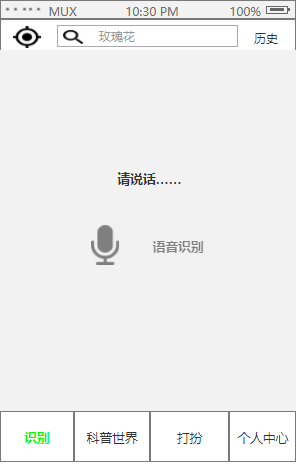 MUX 10:30 PM 100%
玫瑰花 历史
请说话......
语音识别
识别 科普世界 打扮 个人中心